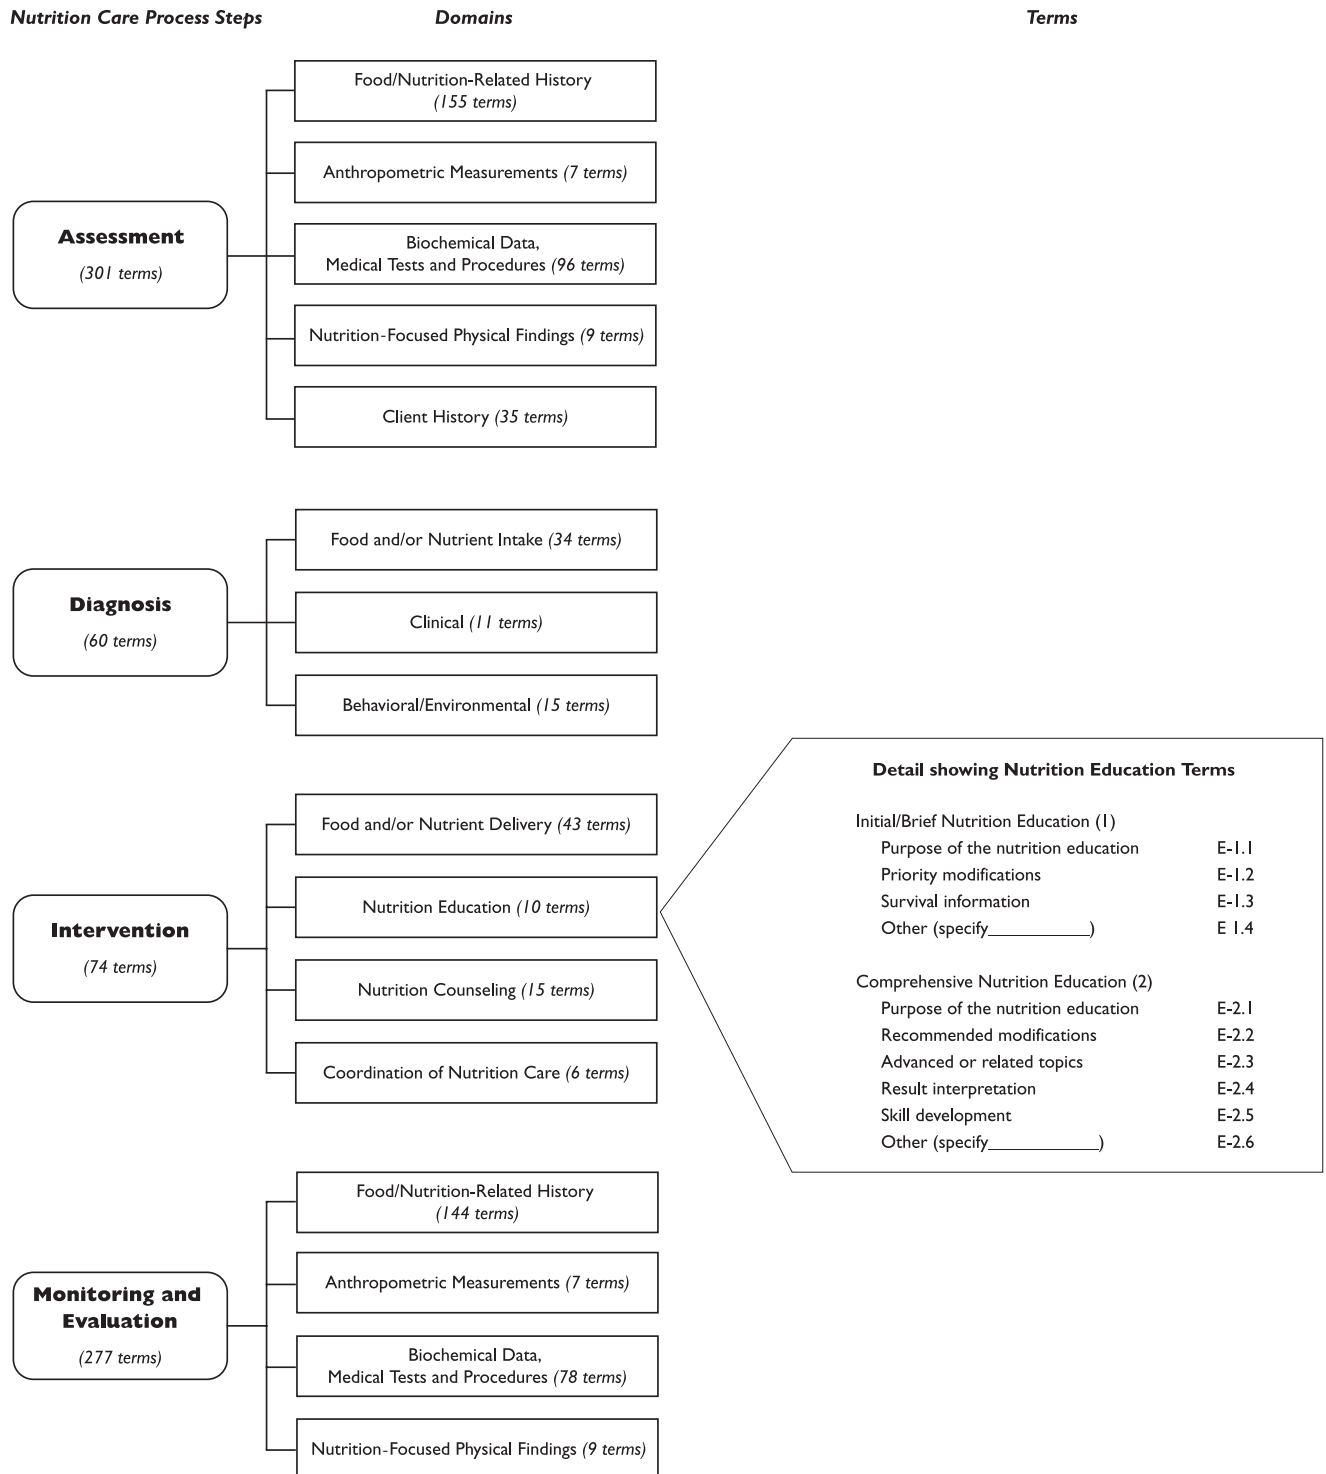 Nutrition Care Process Steps
Domains
Terms
Assessment
(301 terms)
Food/Nutrition-Related History
(155 terms)
Anthropometric Measurements (7 terms)
Biochemical Data,
Medical Tests and Procedures (96 terms)
Nutrition-Focused Physical Findings (9 terms)
Client History (35 terms)
Diagnosis
(60 terms)
Food and/or Nutrient Intake (34 terms)
Clinical (11 terms)
Behavioral/Environmental (15 terms)
Intervention
(74 terms)
Food and/or Nutrient Delivery (43 terms)
Nutrition Education (10 terms)
Nutrition Counseling (15 terms)
Coordination of Nutrition Care (6 terms)
Detail showing Nutrition Education Terms
Initial/Brief Nutrition Education (1)
Purpose of the nutrition education E-1.1
Priority modifications E-1.2
Survival information E-1.3
Other (specify___________) E 1.4
Comprehensive Nutrition Education (2)
Purpose of the nutrition education E-2.1
Recommended modifications E-2.2
Advanced or related topics E-2.3
Result interpretation E-2.4
Skill development E-2.5
Other (specify____________) E-2.6
Monitoring and
Evaluation
(277 terms)
Food/Nutrition-Related History
(144 terms)
Anthropometric Measurements (7 terms)
Biochemical Data,
Medical Tests and Procedures (78 terms)
Nutrition-Focused Physical Findings (9 terms)